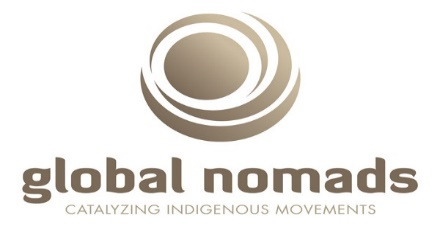 global nomads
CATALYZING INDIGENOUS MOVEMENTS